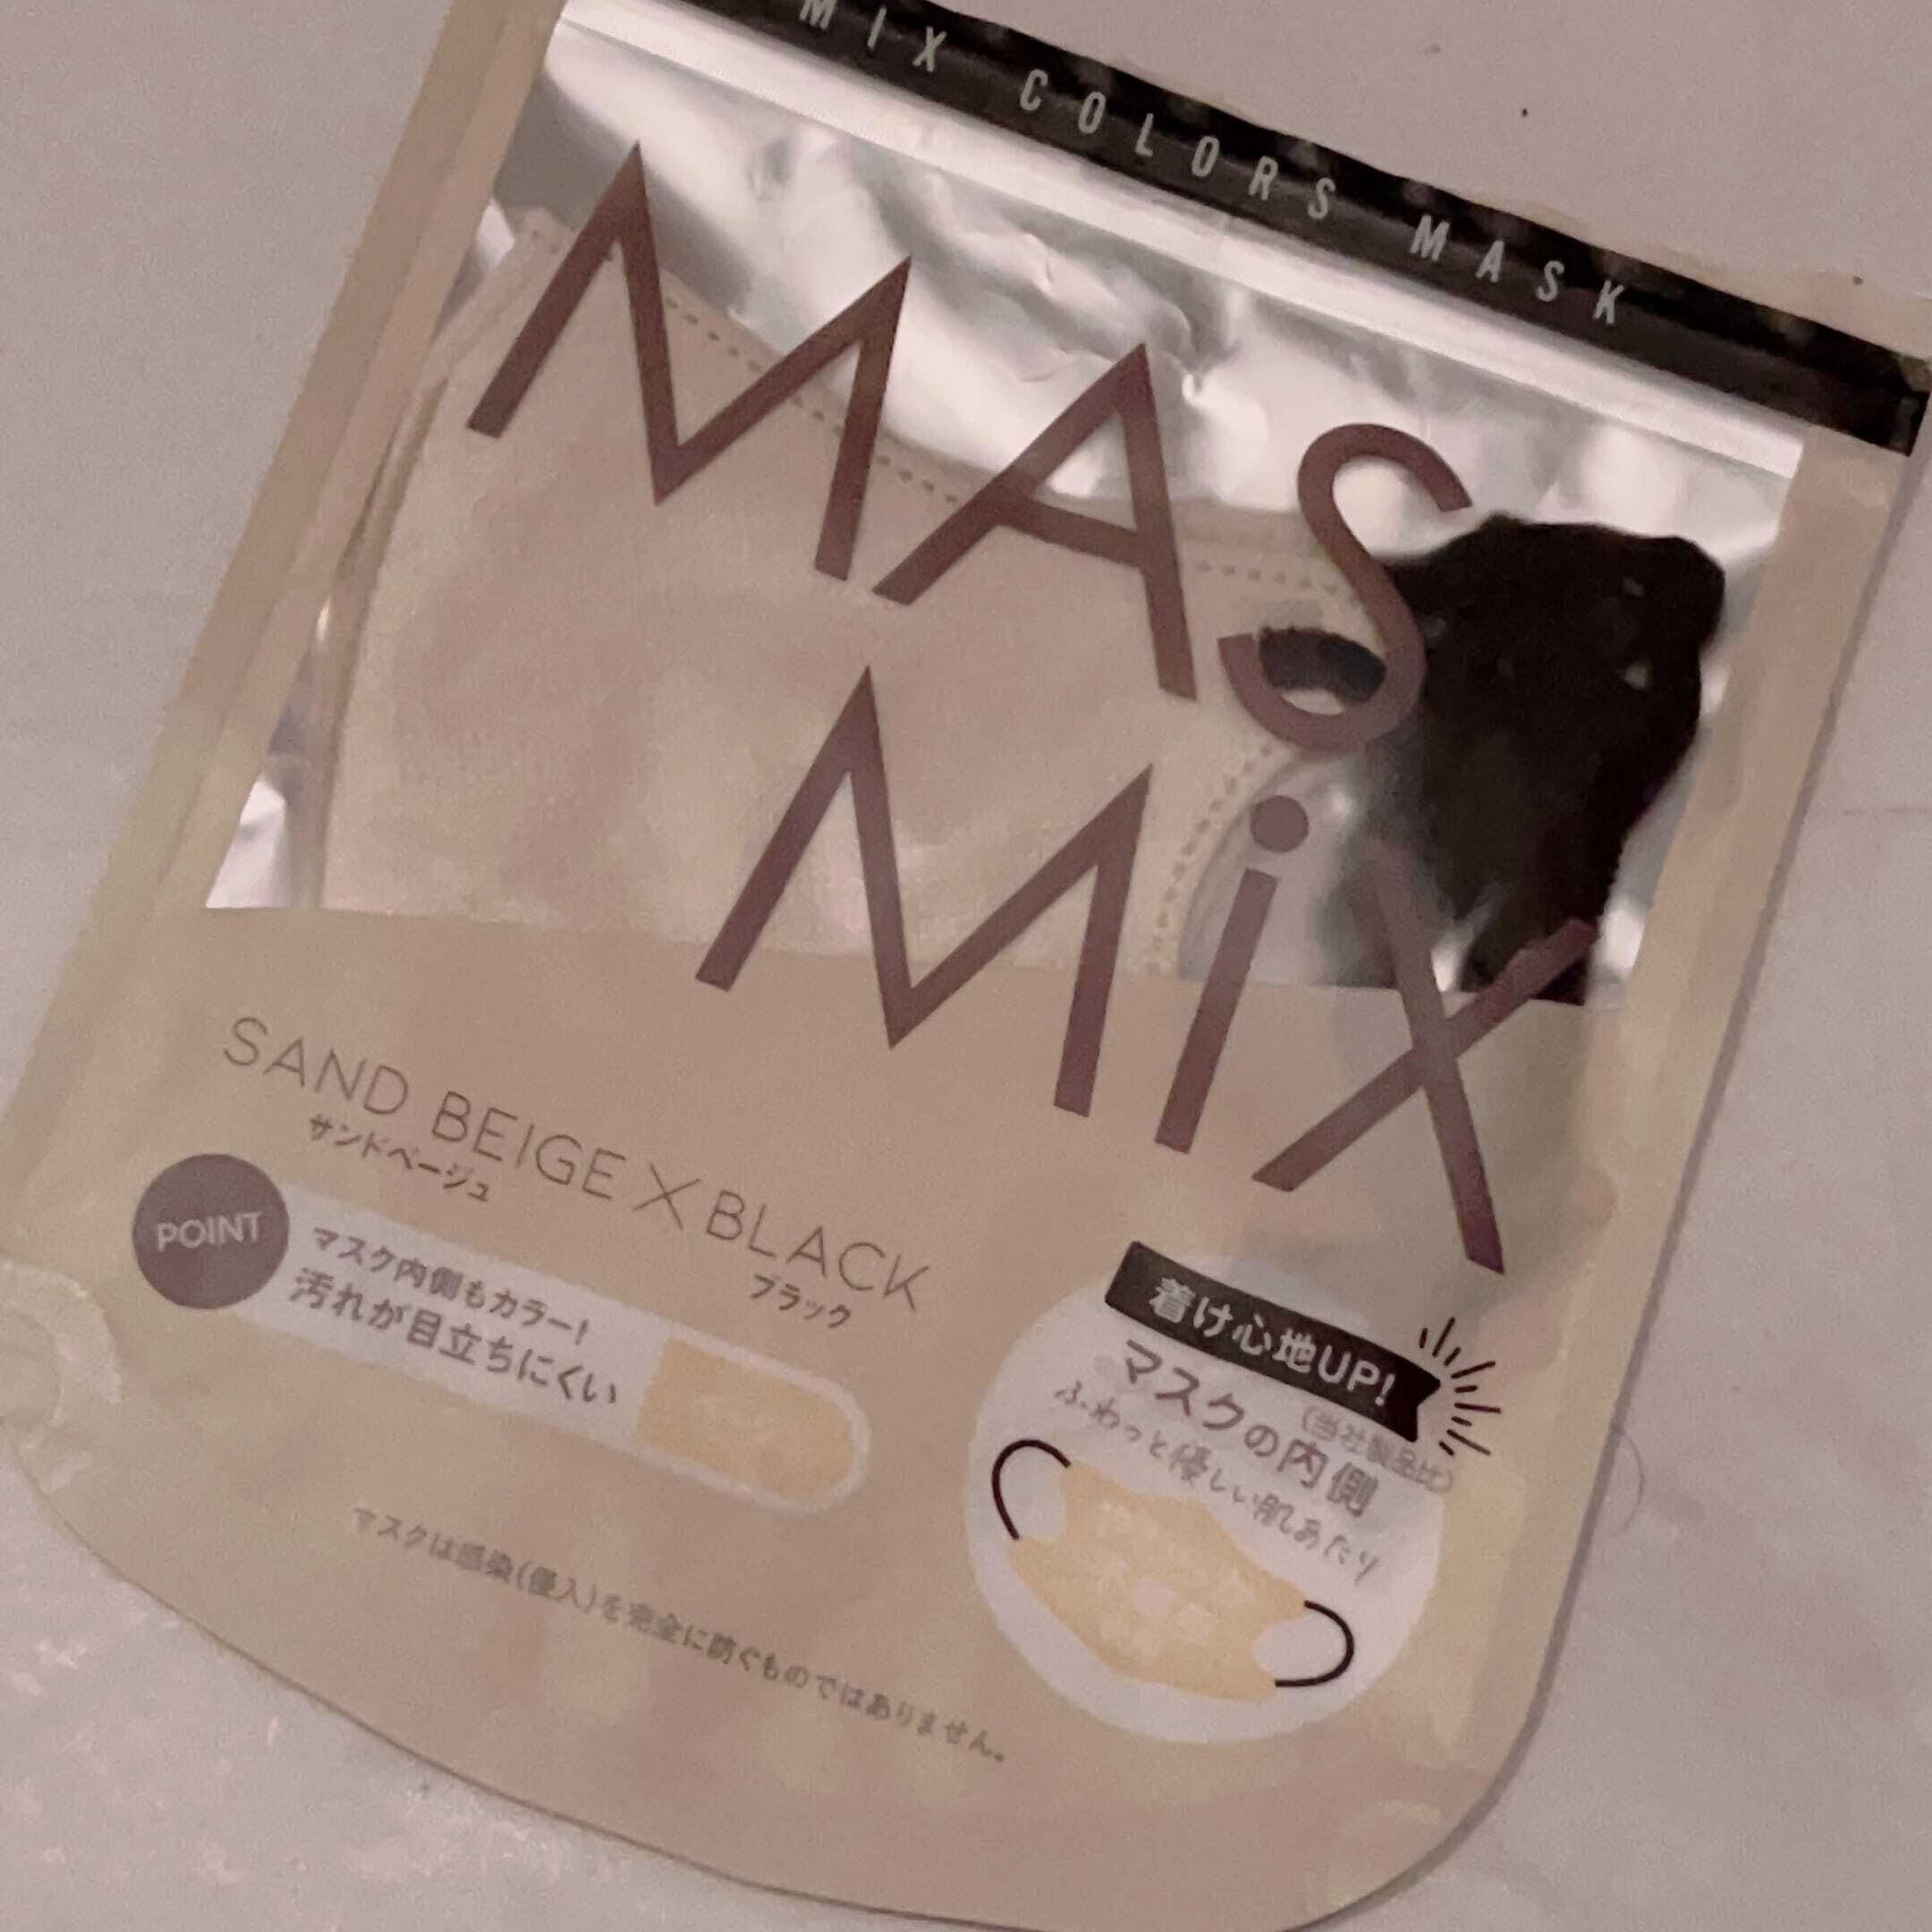 MIX COLORS MASK
MAS
MiX
SAND BEIGE×BLACK
サンドベージュ
ブラック
POINT
マスク内側もカラー!
汚れが目立ちにくい
着け心地UP!
(当社製品比)
マスクの内側
ふわっと優しい肌あたり
マスクは感染(侵入)を完全に防ぐものではありません。